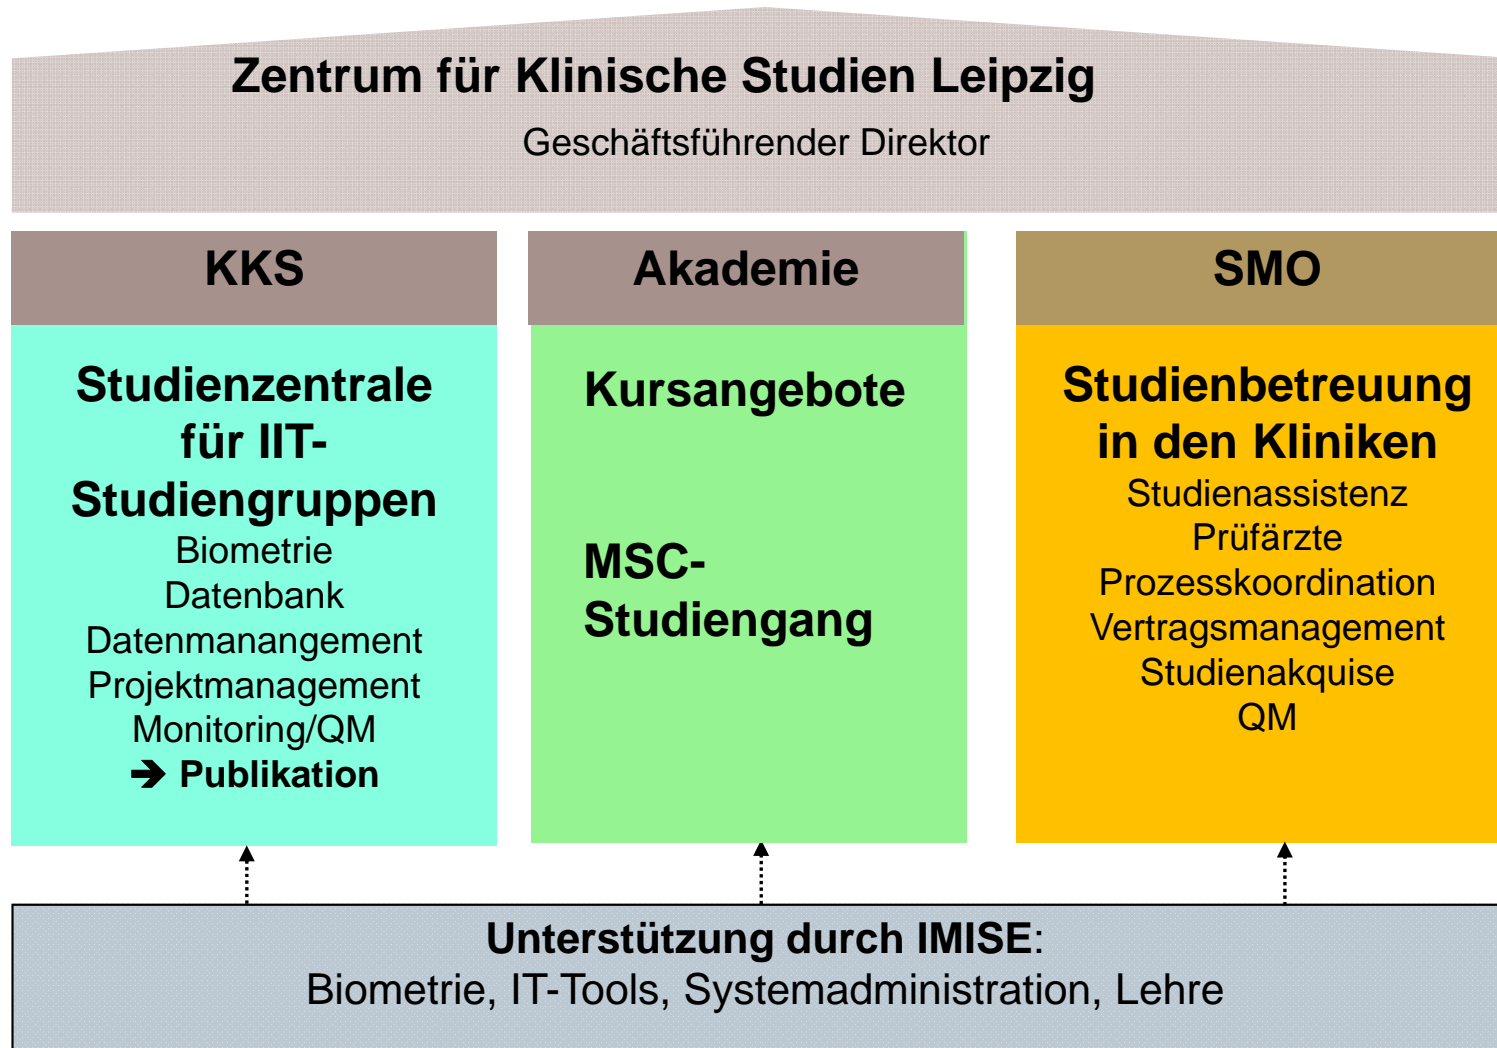 Zentrum für Klinische Studien Leipzig
Geschäftsführender Direktor
KKS
Studienzentrale
für IIT-
Studiengruppen
Biometrie
Datenbank
Datenmanangement
Projektmanagement
Monitoring/QM
➔ Publikation
Akademie
Kursangebote
MSC-
Studiengang
SMO
Studienbetreuung
in den Kliniken
Studienassistenz
Prüfärzte
Prozesskoordination
Vertragsmanagement
Studienakquise
QM
Unterstützung durch IMISE:
Biometrie, IT-Tools, Systemadministration, Lehre